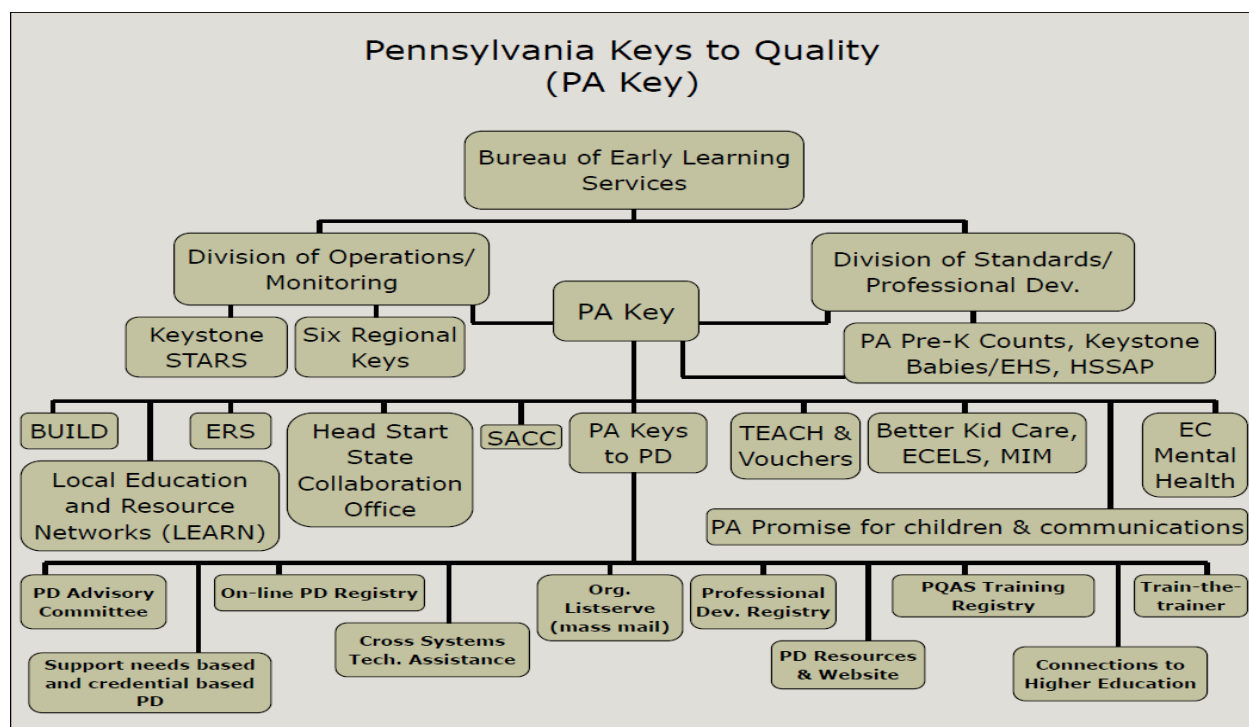 Pennsylvania Keys to Quality
(PA Key)
Bureau of Early Learning
Services
Division of Operations/
Monitoring
Division of Standards/
Professional Dev.
PA Key
Keystone
STARS
Six Regional
Keys
PA Pre-K Counts, Keystone
Babies/EHS, HSSAP
BUILD
Local Education
and Resource
Networks (LEARN)
ERS
Head Start
State
Collaboration
Office
SACC
PA Keys
to PD
TEACH &
Vouchers
Better Kid Care,
ECELS, MIM
PA Promise for children & communications
EC
Mental
Health
PD Advisory
Committee
Support needs based
and credential based
PD
On-line PD Registry
Cross Systems
Tech. Assistance
Org.
Listserve
(mass mail)
Professional
Dev. Registry
PD Resources
& Website
PQAS Training
Registry
Connections to
Higher Education
Train-the-
trainer